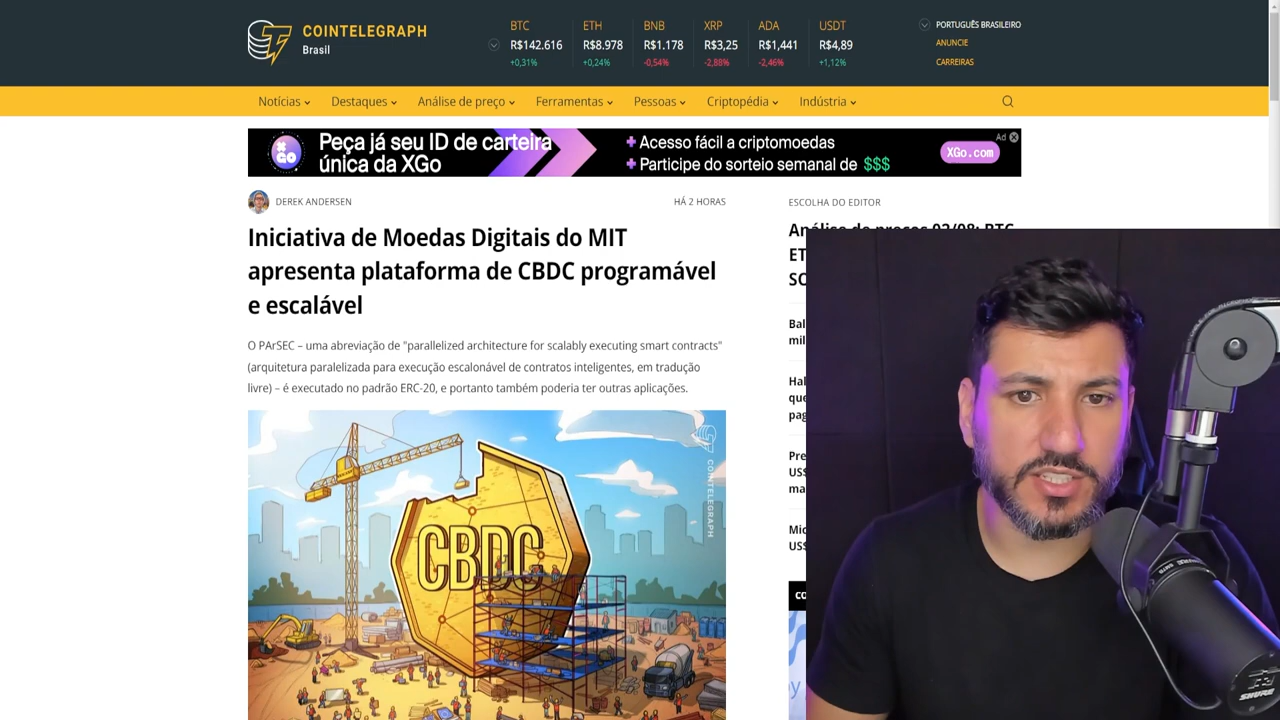 COINTELEGRAPH
Brasil
BTC
R$142.616
+0,31%
ETH
R$8.978
+0,24%
BNB
R$1.178
-0,54%
XRP
R$3,25
-2,88%
ADA
R$1,441
-2,46%
USDT
R$4,89
+1,12%
PORTUGUÊS BRASILEIRO
ANUNCIE
CARREIRAS
Notícias
Destaques
Análise de preço
Ferramentas
Pessoas
Criptopédia
Indústria
XGO
Peça já seu ID de carteira
única da XGo
+ Acesso fácil a criptomoedas
+ Participe do sorteio semanal de $$$
XGo.com
Ad
DEREK ANDERSEN
HÁ 2 HORAS
Iniciativa de Moedas Digitais do MIT
apresenta plataforma de CBDC programável
e escalável
O PArSEC – uma abreviação de "parallelized architecture for scalably executing smart contracts"
(arquitetura paralelizada para execução escalonável de contratos inteligentes, em tradução
livre) – é executado no padrão ERC-20, e portanto também poderia ter outras aplicações.
COINTELEGRAPH
CBDC
ESCOLHA DO EDITOR
Análise de preços 02/08: BTC,
ET
SO
Bal
mil
Hal
que
pag
Pre
US$
ma
Mic
US$
CO
SHURE